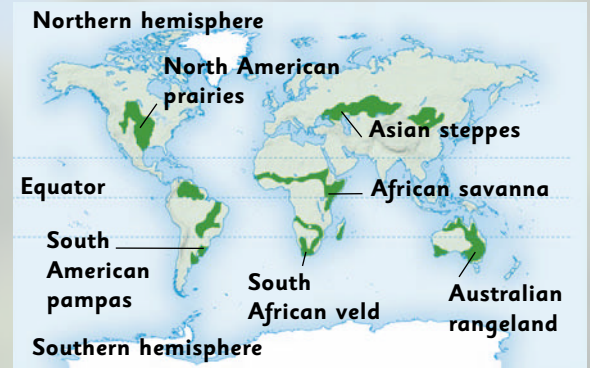 Northern hemisphere
North American
prairies
Asian steppes
Equator
African savanna
South
American
pampas
South
African veld
Australian
rangeland
Southern hemisphere